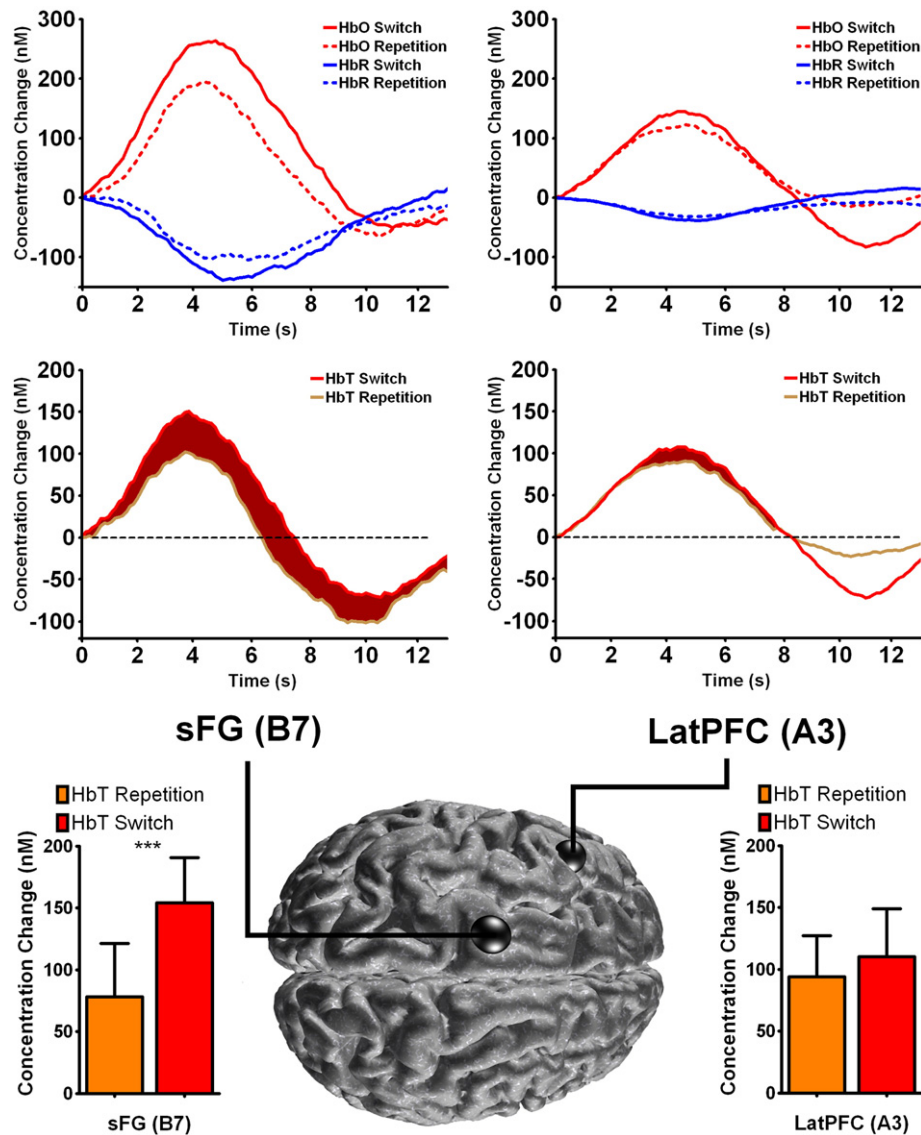 HbO Switch
HbO Repetition
HbR Switch
HbR Repetition
Concentration Change (nM)
300
200
100
0
-100
0 2 4 6 8 10 12
Time (s)
HbO Switch
HbO Repetition
HbR Switch
HbR Repetition
Concentration Change (nM)
300
200
100
0
-100
0 2 4 6 8 10 12
Time (s)
HbT Switch
HbT Repetition
Concentration Change (nM)
200
150
100
50
0
-50
-100
0 2 4 6 8 10 12
Time (s)
HbT Switch
HbT Repetition
Concentration Change (nM)
200
150
100
50
0
-50
-100
0 2 4 6 8 10 12
Time (s)
sFG (B7)
LatPFC (A3)
HbT Repetition
HbT Switch
***
Concentration Change (nM)
200
150
100
50
0
sFG (B7)
HbT Repetition
HbT Switch
Concentration Change (nM)
200
150
100
50
0
LatPFC (A3)